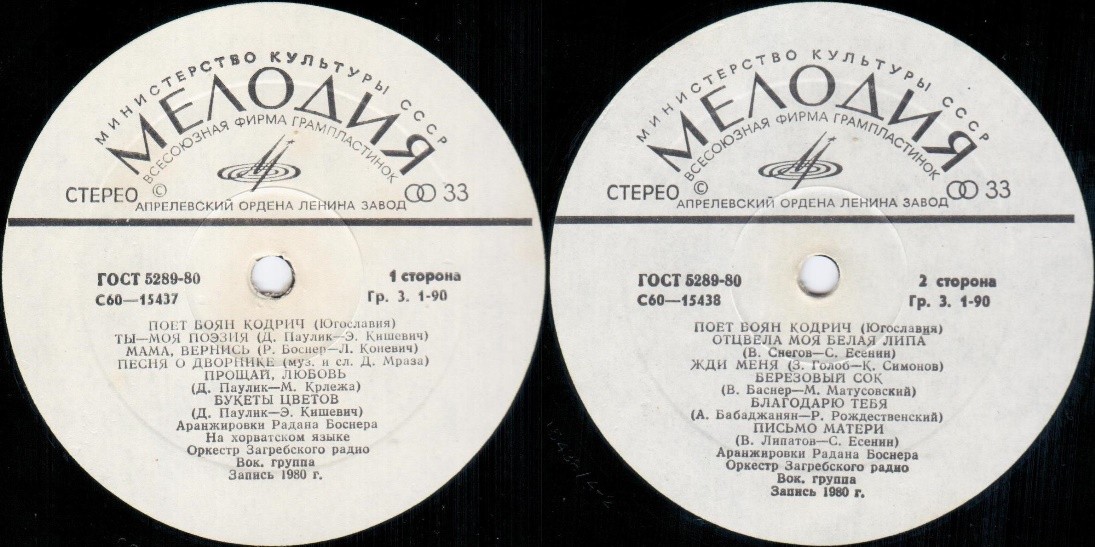 МИНИСТЕРСТВО КУЛЬТУРЫ СССР
МЕЛОДИЯ
ВСЕСОЮЗНАЯ ФИРМА ГРАМПЛАСТИНОК
СТЕРЕО © 33
АПРЕЛЕВСКИЙ ОРДЕНА ЛЕНИНА ЗАВОД
ГОСТ 5289-80 1 сторона
С60—15437 Гр. 3. 1-90
ПОЕТ БОЯН КОДРИЧ (Югославия)
ТЫ—МОЯ ПОЭЗИЯ (Д. Паулик—Э. Кишевич)
МАМА, ВЕРНИСЬ (Р. Боснер—Л. Коневич)
ПЕСНЯ О ДВОРНИКЕ (муз. и сл. Д. Мраза)
ПРОЩАЙ, ЛЮБОВЬ
(Д. Паулик—М. Крлежа)
БУКЕТЫ ЦВЕТОВ
(Д. Паулик—Э. Кишевич)
Аранжировки Радана Боснера
На хорватском языке
Оркестр Загребского радио
Вок. группа
Запись 1980 г.
МИНИСТЕРСТВО КУЛЬТУРЫ СССР
МЕЛОДИЯ
ВСЕСОЮЗНАЯ ФИРМА ГРАМПЛАСТИНОК
СТЕРЕО © 33
АПРЕЛЕВСКИЙ ОРДЕНА ЛЕНИНА ЗАВОД
ГОСТ 5289-80 2 сторона
С60—15438 Гр. 3. 1-90
ПОЕТ БОЯН КОДРИЧ (Югославия)
ОТЦВЕЛА МОЯ БЕЛАЯ ЛИПА
(В. Снегов—С. Есенин)
ЖДИ МЕНЯ (З. Голоб—К. Симонов)
БЕРЕЗОВЫЙ СОК
(В. Баснер—М. Матусовский)
БЛАГОДАРЮ ТЕБЯ
(А. Бабаджанян—Р. Рождественский)
ПИСЬМО МАТЕРИ
(В. Липатов—С. Есенин)
Аранжировки Радана Боснера
Оркестр Загребского радио
Вок. группа
Запись 1980 г.